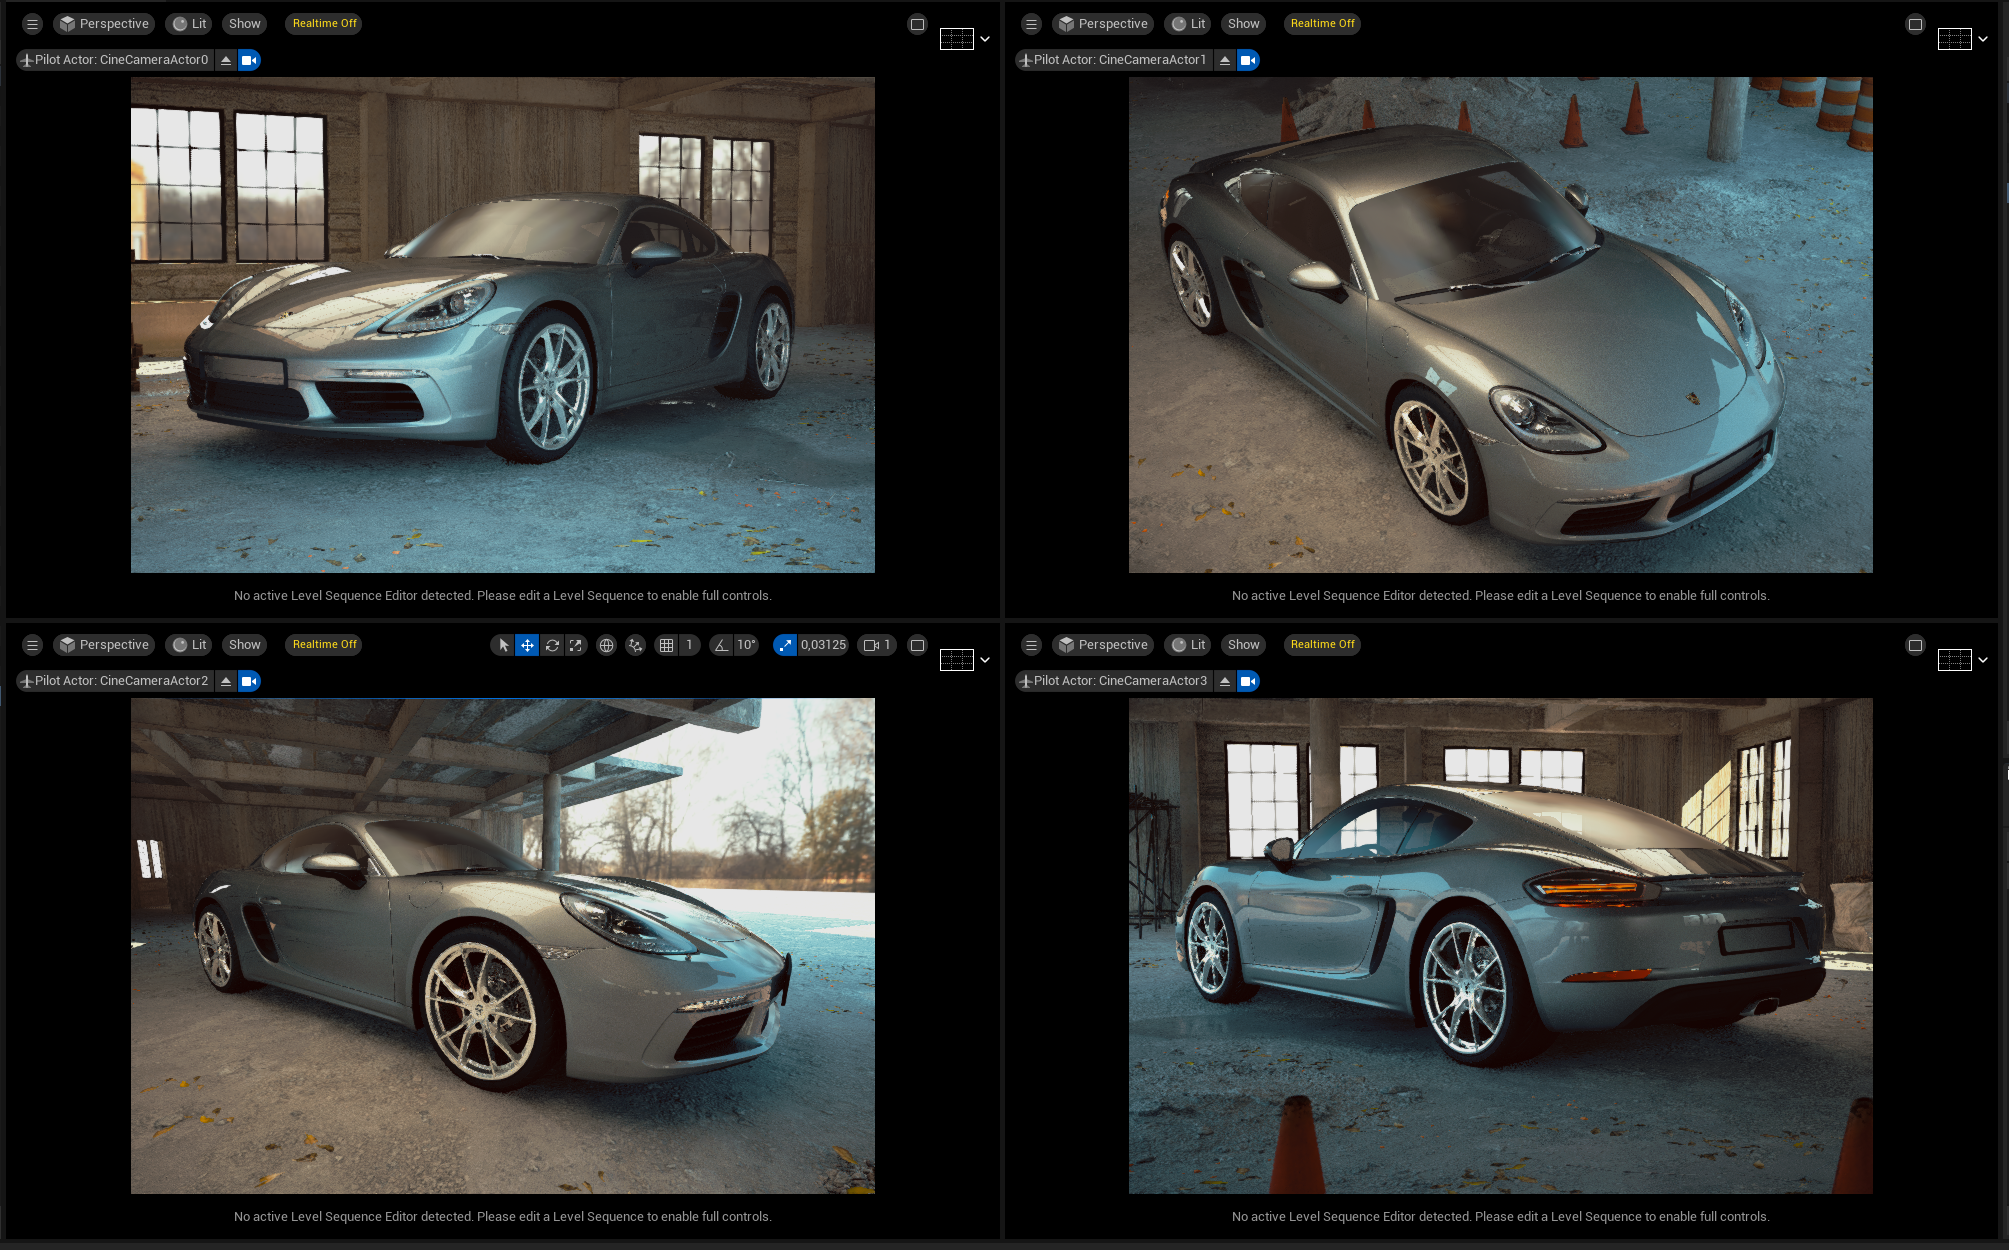 Perspective Lit Show Realtime Off
Pilot Actor: CineCameraActor0
No active Level Sequence Editor detected. Please edit a Level Sequence to enable full controls.
Perspective Lit Show Realtime Off
Pilot Actor: CineCameraActor1
No active Level Sequence Editor detected. Please edit a Level Sequence to enable full controls.
Perspective Lit Show Realtime Off 1 10° 0,03125 1
Pilot Actor: CineCameraActor2
No active Level Sequence Editor detected. Please edit a Level Sequence to enable full controls.
Perspective Lit Show Realtime Off
Pilot Actor: CineCameraActor3
No active Level Sequence Editor detected. Please edit a Level Sequence to enable full controls.